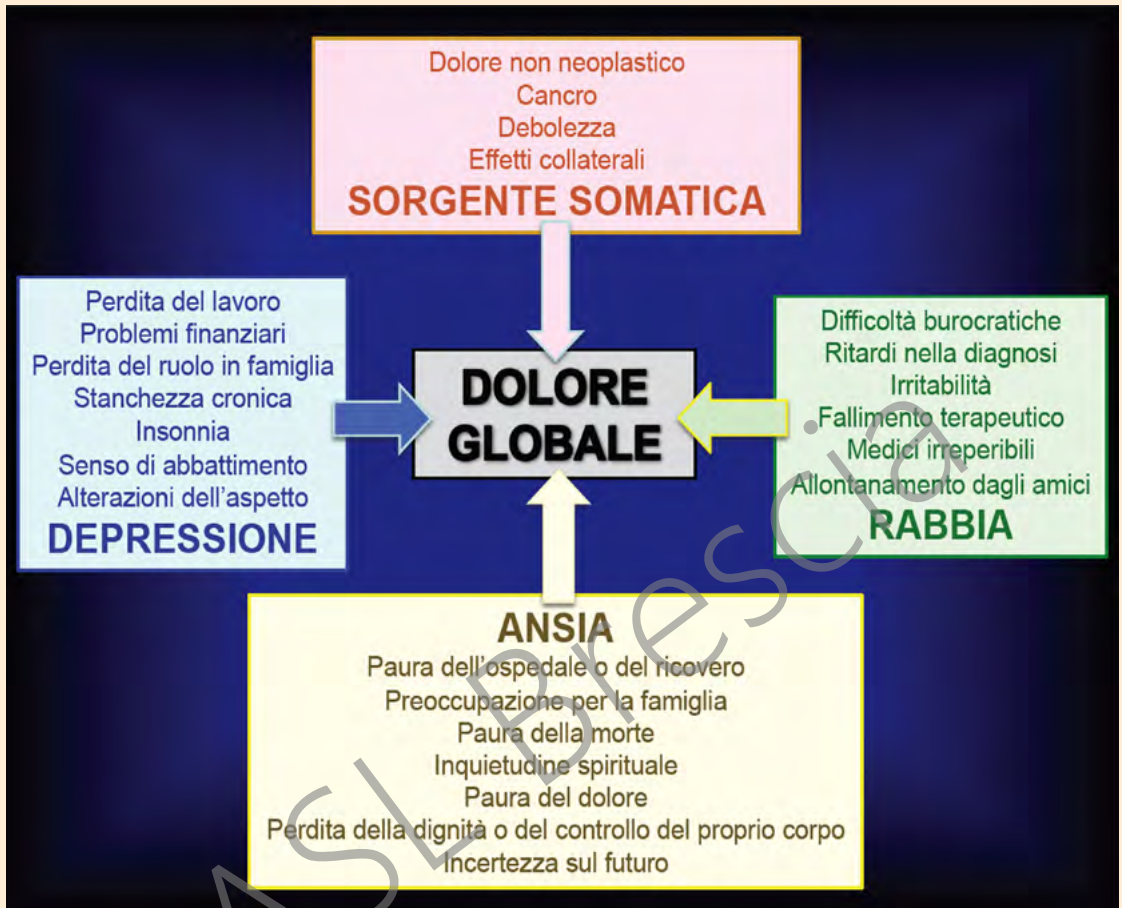 Dolore non neoplastico
Cancro
Debolezza
Effetti collaterali
SORGENTE SOMATICA
Perdita del lavoro
Problemi finanziari
Perdita del ruolo in famiglia
Stanchezza cronica
Insonnia
Senso di abbattimento
Alterazioni dell'aspetto
DEPRESSIONE
DOLORE
GLOBALE
Difficoltà burocratiche
Ritardi nella diagnosi
Irritabilità
Fallimento terapeutico
Medici irreperibili
Allontanamento dagli amici
RABBIA
ANSIA
Paura dell'ospedale o del ricovero
Preoccupazione per la famiglia
Paura della morte
Inquietudine spirituale
Paura del dolore
Perdita della dignità o del controllo del proprio corpo
Incertezza sul futuro
ASL Brescia